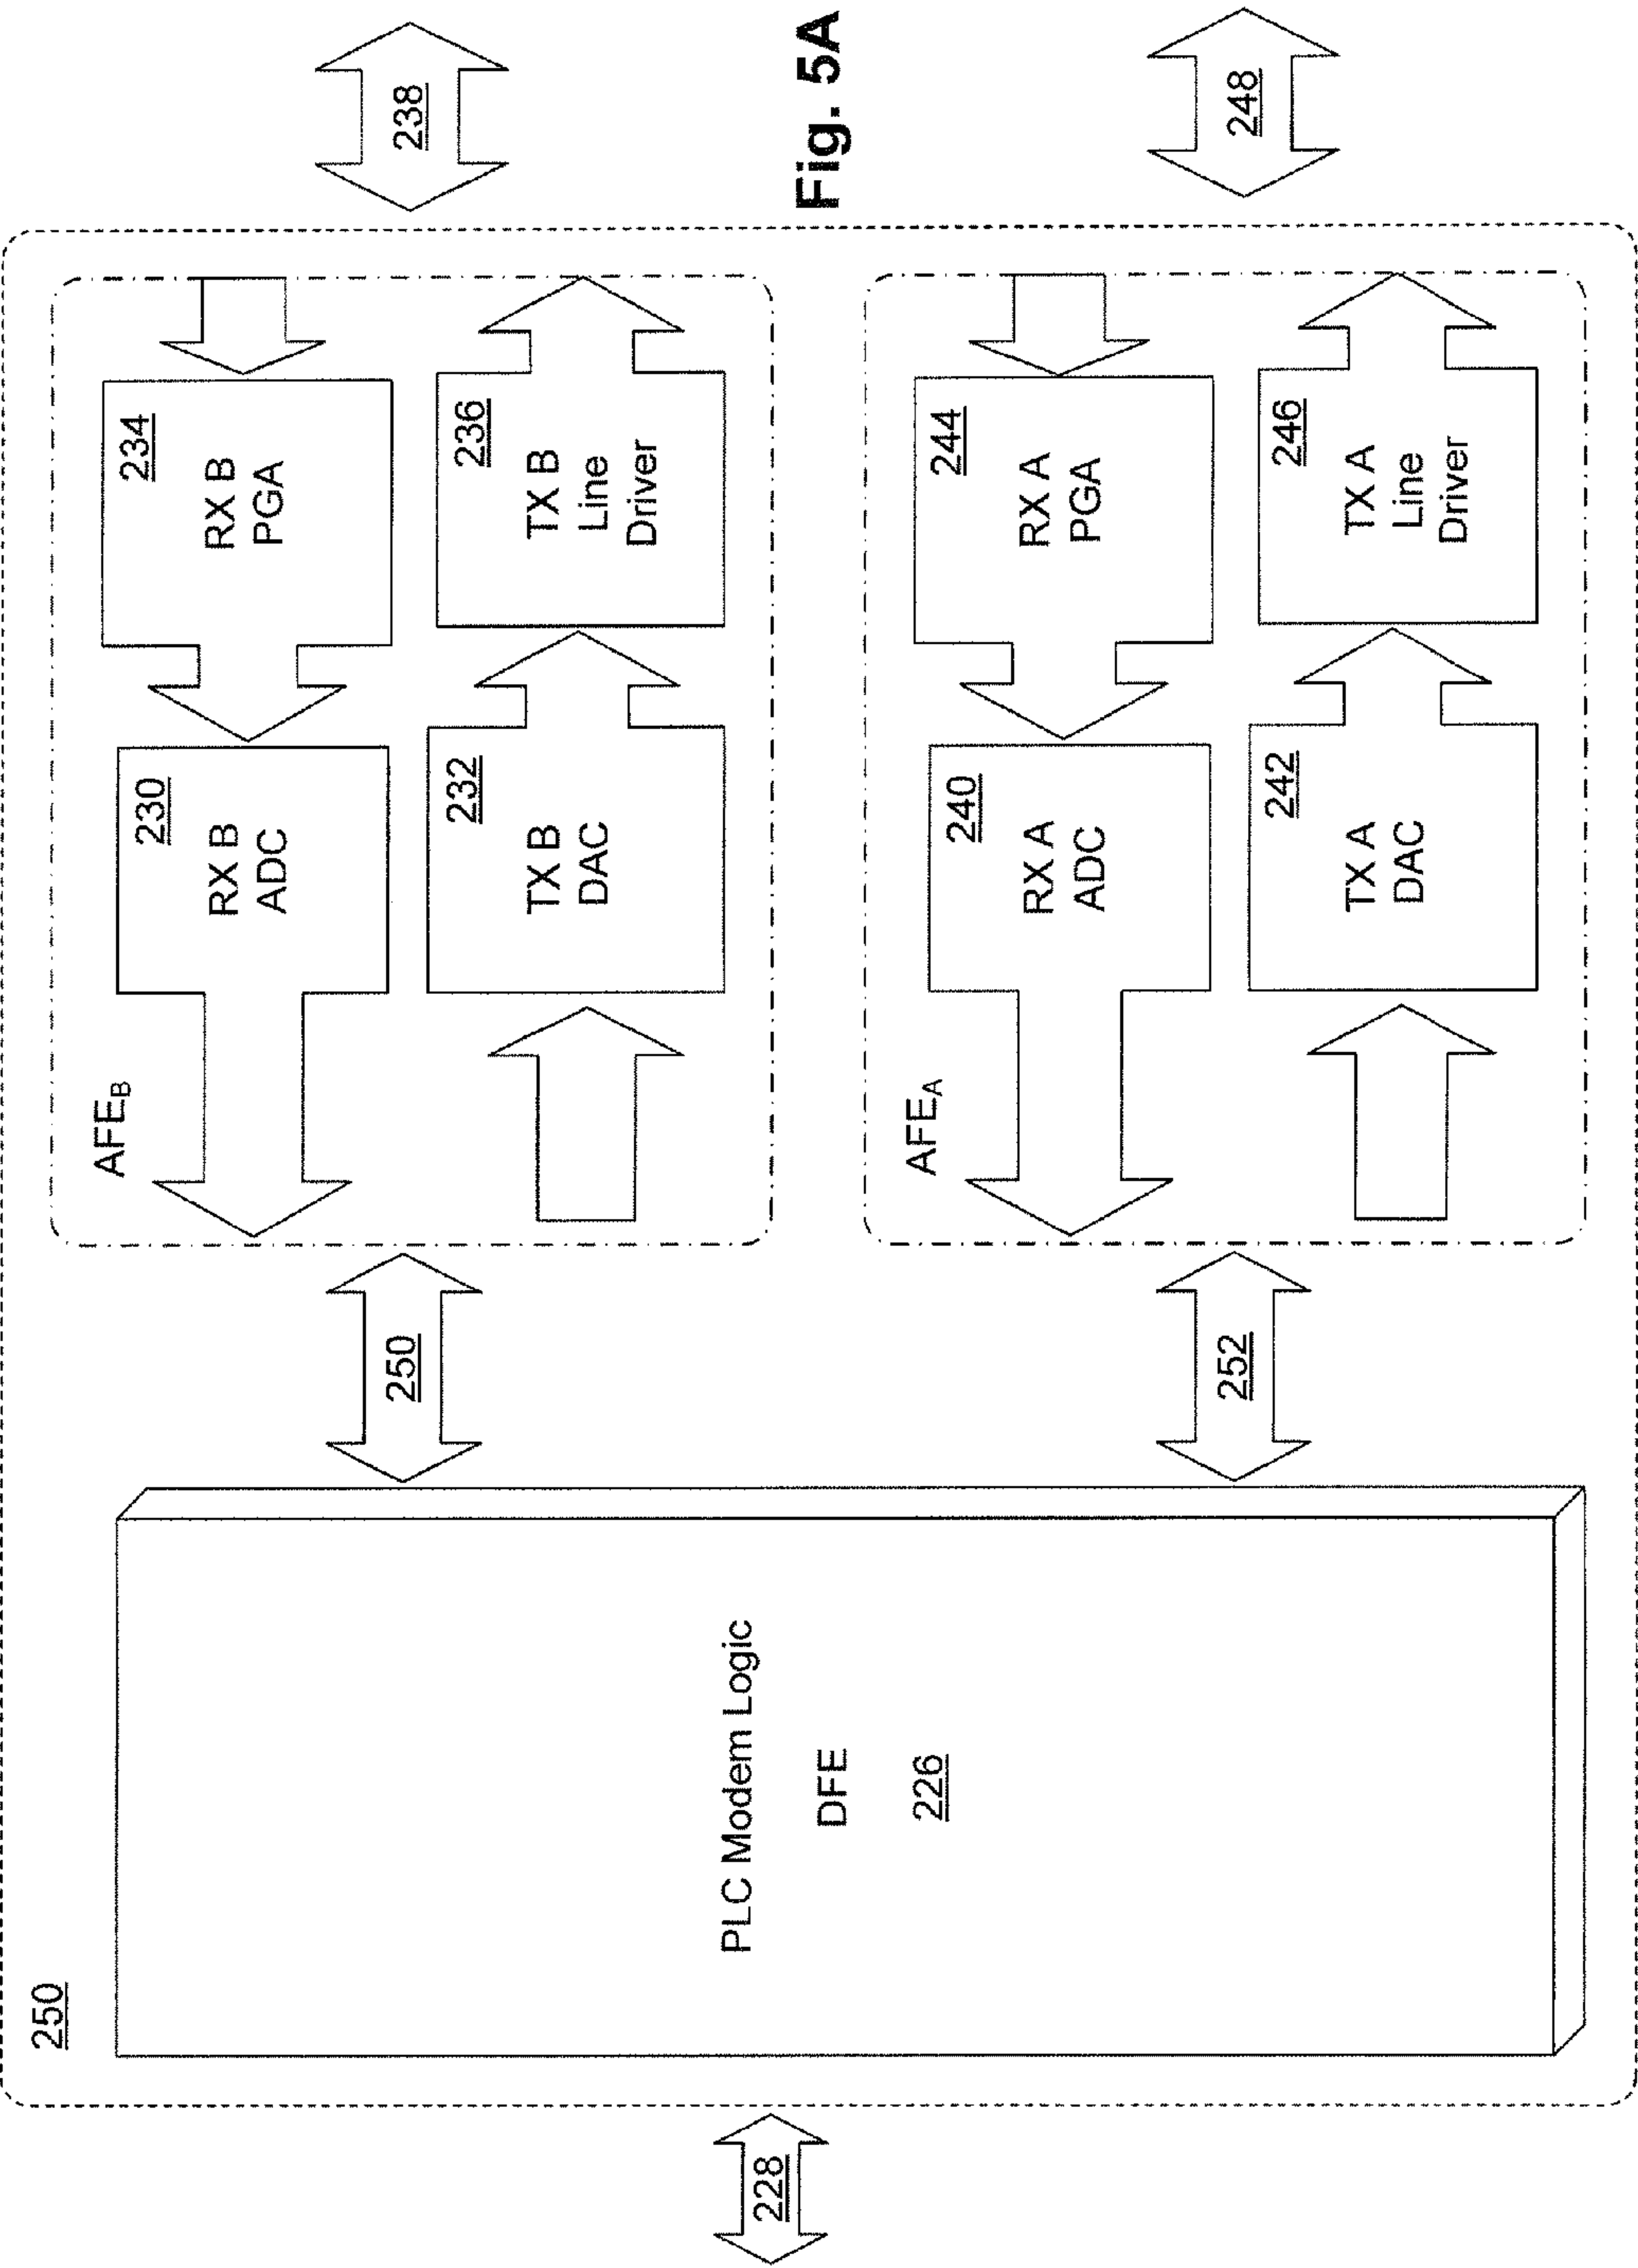 250
228
PLC Modem Logic
DFE
226
250
252
AFEB
230
RX B
ADC
234
RX B
PGA
232
TX B
DAC
236
TX B
Line
Driver
AFEA
240
RX A
ADC
244
RX A
PGA
242
TX A
DAC
246
TX A
Line
Driver
238
248
Fig. 5A